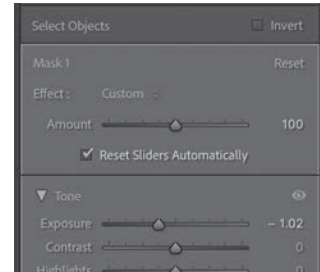 Select Objects Invert
Mask 1 Reset
Effect : Custom
Amount 100
Reset Sliders Automatically
Tone
Exposure – 1.02
Contrast 0
Highlights 0